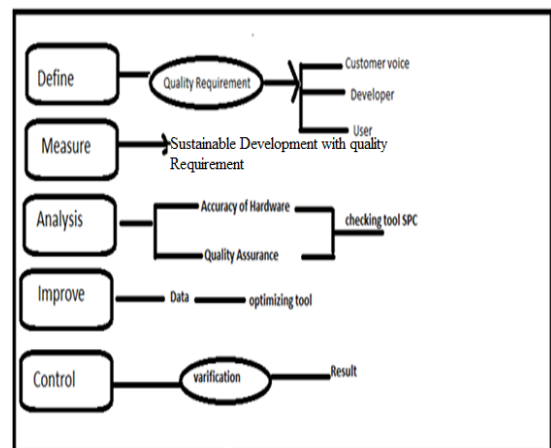 Define
Quality Requirement
Customer voice
Developer
User
Measure
Sustainable Development with quality
Requirement
Analysis
Accuracy of Hardware
Quality Assurance
checking tool SPC
Improve
Data
optimizing tool
Control
varification
Result